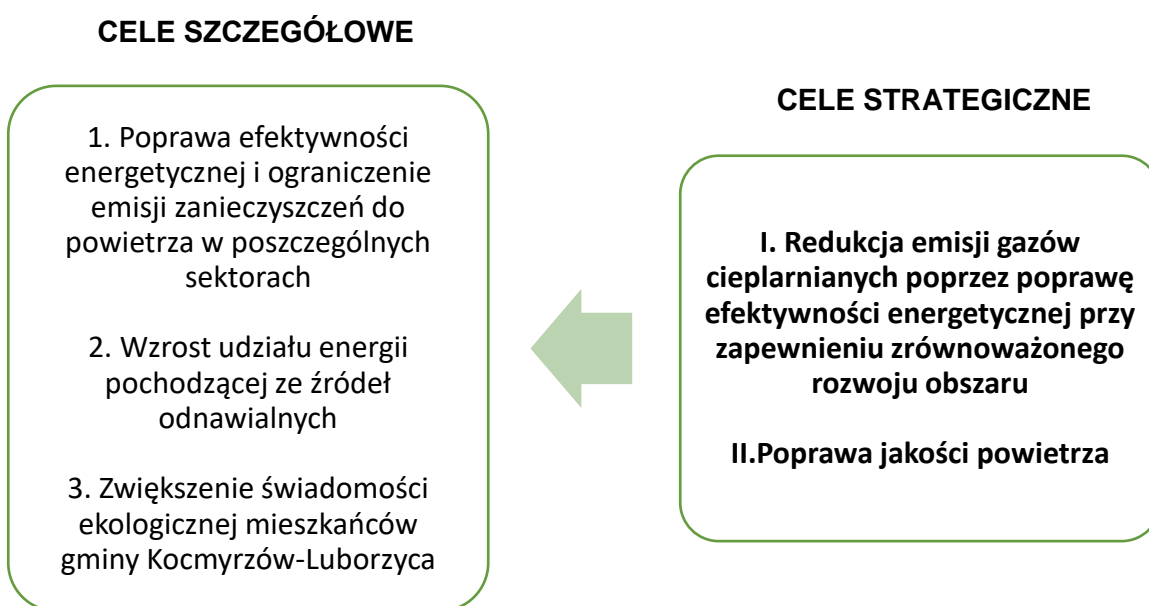 CELE SZCZEGÓŁOWE
1. Poprawa efektywności
energetycznej i ograniczenie
emisji zanieczyszczeń do
powietrza w poszczególnych
sektorach
2. Wzrost udziału energii
pochodzącej ze źródeł
odnawialnych
3. Zwiększenie świadomości
ekologicznej mieszkańców
gminy Kocmyrzów-Luborzyca
CELE STRATEGICZNE
I. Redukcja emisji gazów
cieplarnianych poprzez poprawę
efektywności energetycznej przy
zapewnieniu zrównoważonego
rozwoju obszaru
II.Poprawa jakości powietrza